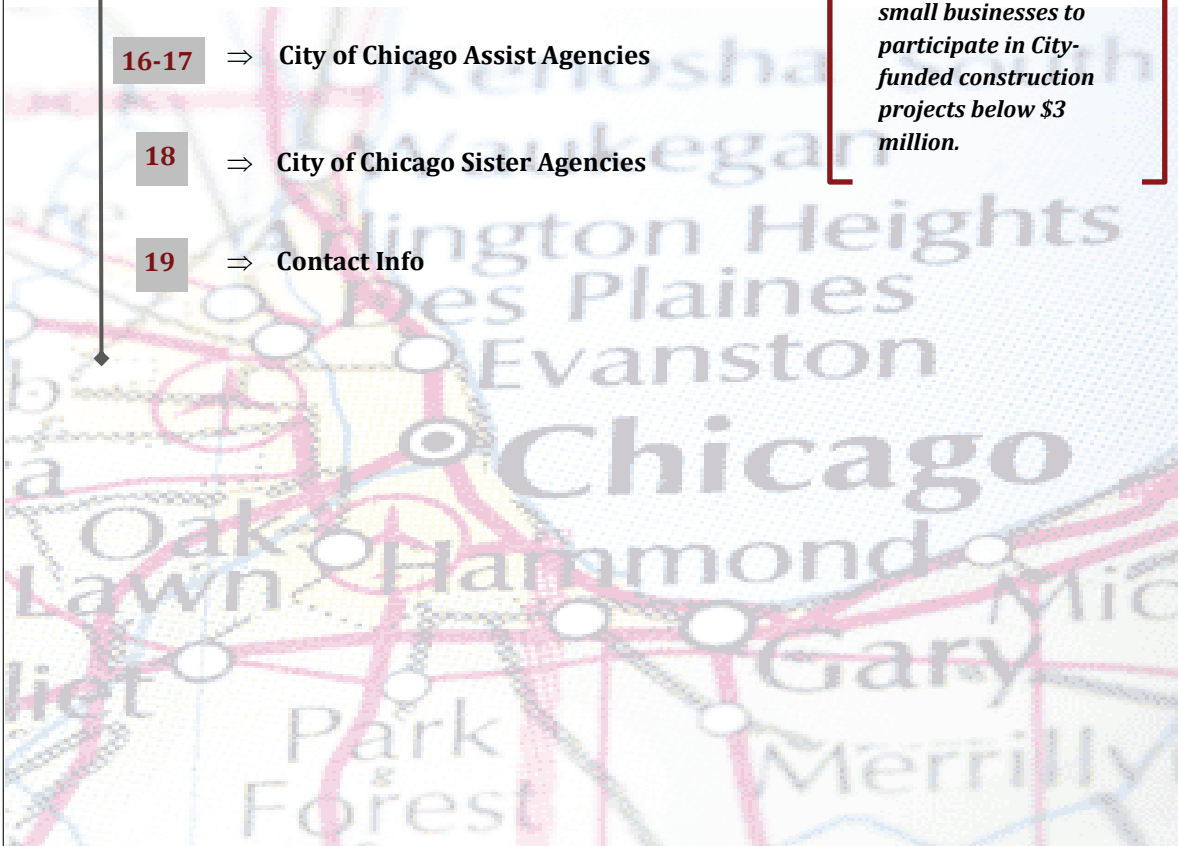 16-17 ⇒ City of Chicago Assist Agencies
18 ⇒ City of Chicago Sister Agencies
19 ⇒ Contact Info
small businesses to
participate in City-
funded construction
projects below $3
million.
Kenosha South
Waukegan
Arlington Heights
Des Plaines
Evanston
Chicago
Oak
Lawn
Hammond
Gary
Park
Forest